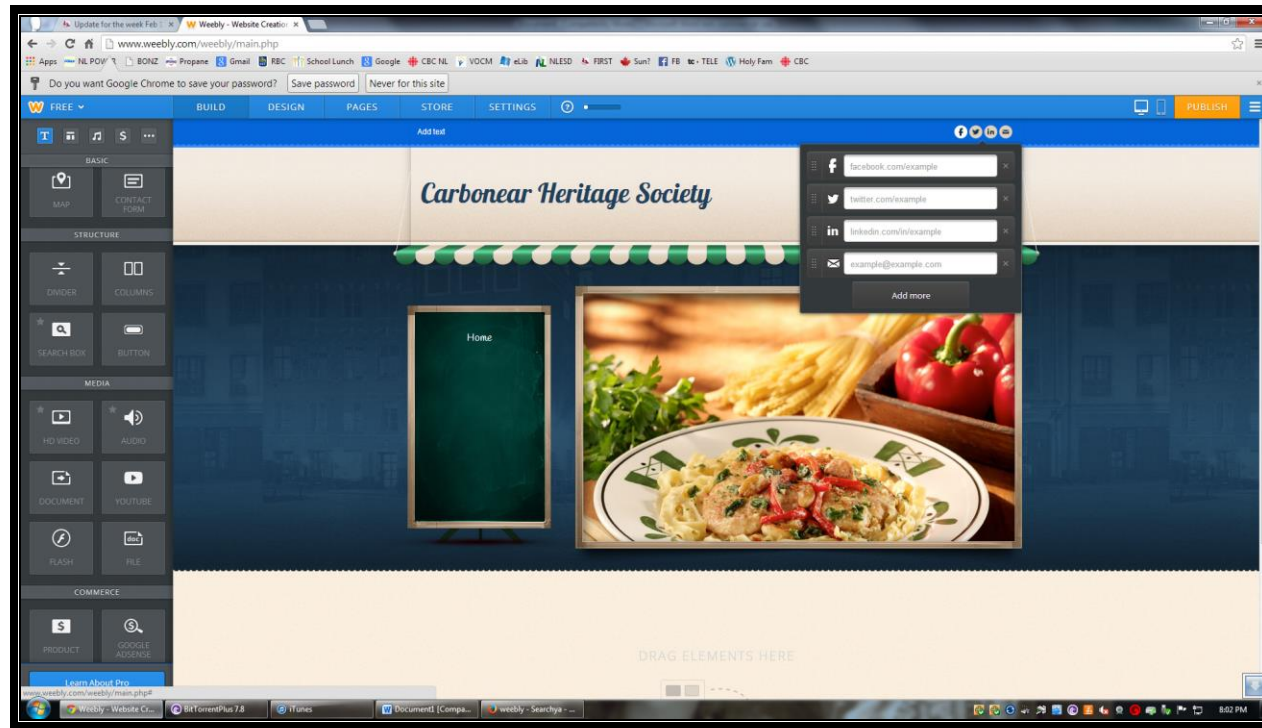 Update for the week Feb
Weebly - Website Creation
www.weebly.com/weebly/main.php
Apps NL POW BONZ Propane Gmail RBC School Lunch Google CBC NL VOCM eLib NLESD FIRST Sun? FB TELE Holy Fam CBC
Do you want Google Chrome to save your password? Save password Never for this site
FREE BUILD DESIGN PAGES STORE SETTINGS PUBLISH
Add text
BASIC
MAP CONTACT FORM
STRUCTURE
DIVIDER COLUMNS
SEARCH BOX BUTTON
MEDIA
HD VIDEO AUDIO
DOCUMENT YOUTUBE
FLASH FILE
COMMERCE
PRODUCT GOOGLE ADSENSE
Learn About Pro
www.weebly.com/weebly/main.php#
Carbonear Heritage Society
facebook.com/example
twitter.com/example
linkedin.com/in/example
example@example.com
Add more
Home
DRAG ELEMENTS HERE
Weebly - Website Cr... BitTorrentPlus 7.8 iTunes Document1 [Compa... weebly - Searchya - ... 8:02 PM